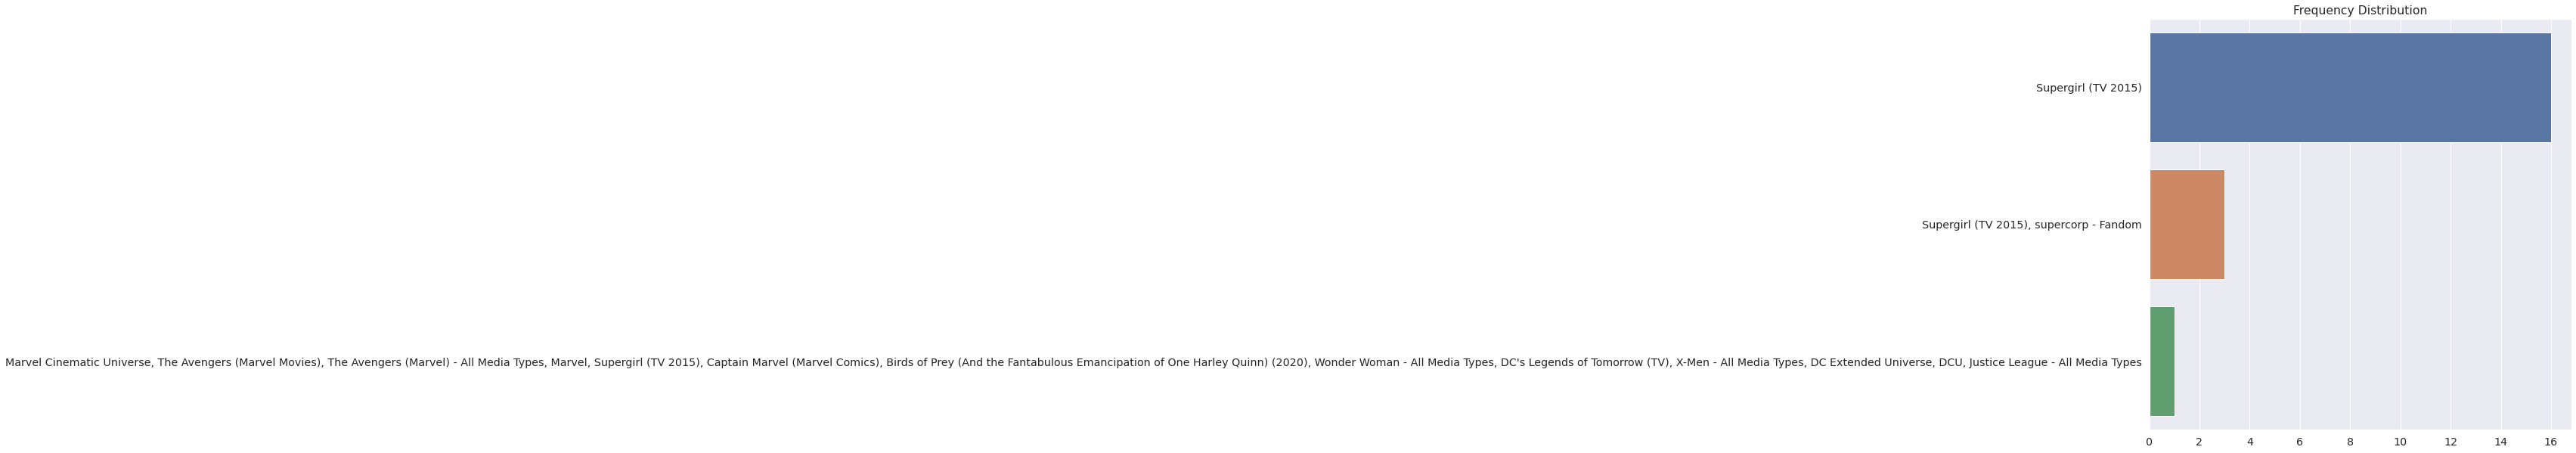 Frequency Distribution
Supergirl (TV 2015)
Supergirl (TV 2015), supercorp - Fandom
Marvel Cinematic Universe, The Avengers (Marvel Movies), The Avengers (Marvel) - All Media Types, Marvel, Supergirl (TV 2015), Captain Marvel (Marvel Comics), Birds of Prey (And the Fantabulous Emancipation of One Harley Quinn) (2020), Wonder Woman - All Media Types, DC's Legends of Tomorrow (TV), X-Men - All Media Types, DC Extended Universe, DCU, Justice League - All Media Types
0 2 4 6 8 10 12 14 16